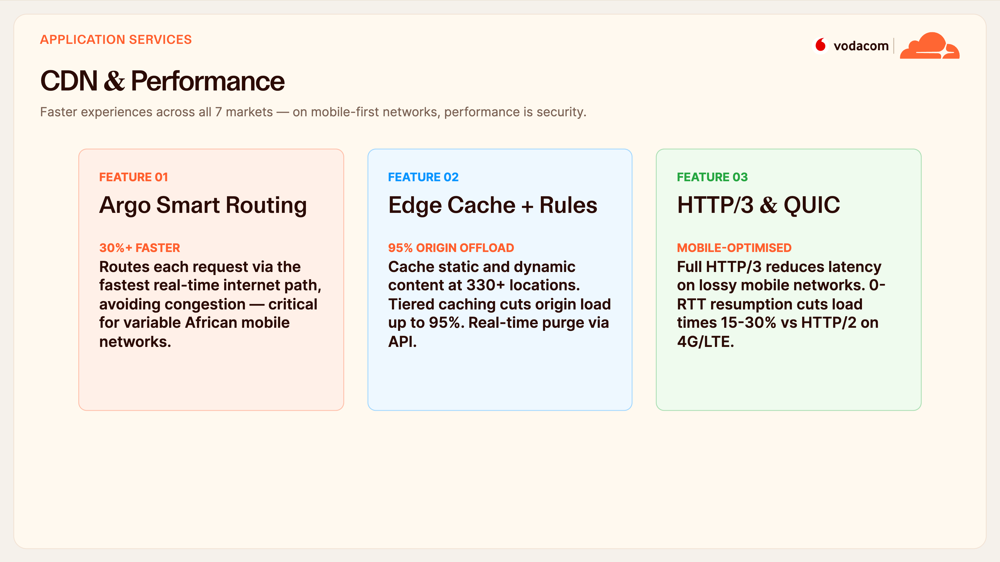 APPLICATION SERVICES
vodacom
CDN & Performance
Faster experiences across all 7 markets — on mobile-first networks, performance is security.
FEATURE 01
Argo Smart Routing
30%+ FASTER
Routes each request via the
fastest real-time internet path,
avoiding congestion — critical
for variable African mobile
networks.
FEATURE 02
Edge Cache + Rules
95% ORIGIN OFFLOAD
Cache static and dynamic
content at 330+ locations.
Tiered caching cuts origin load
up to 95%. Real-time purge via
API.
FEATURE 03
HTTP/3 & QUIC
MOBILE-OPTIMISED
Full HTTP/3 reduces latency
on lossy mobile networks. 0-
RTT resumption cuts load
times 15-30% vs HTTP/2 on
4G/LTE.